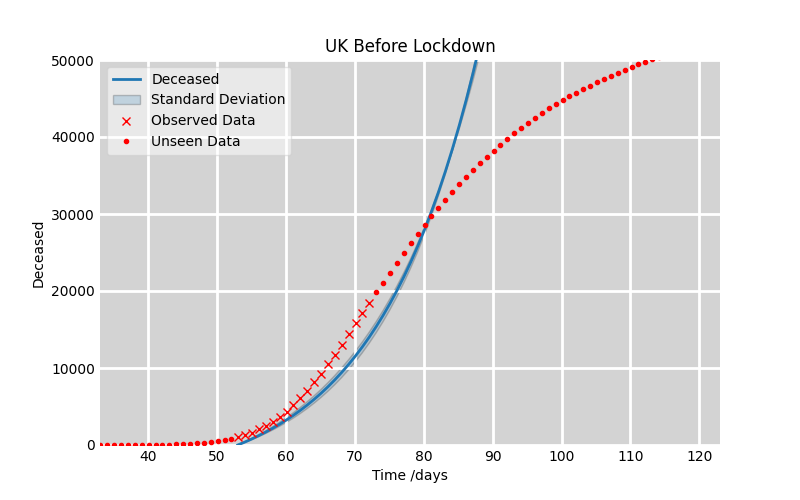 UK Before Lockdown
50000
40000
30000
20000
10000
0
Deceased
Deceased
Standard Deviation
Observed Data
Unseen Data
40 50 60 70 80 90 100 110 120
Time /days